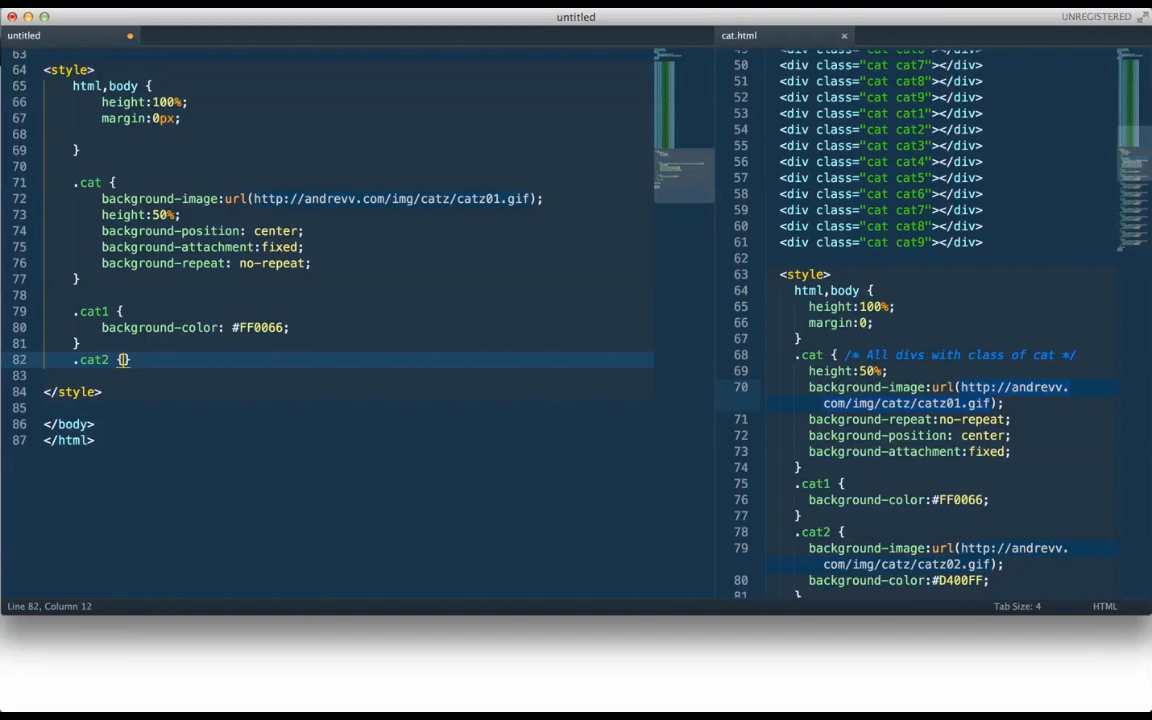 untitled
UNREGISTERED
untitled
63
64 <style>
65 html,body {
66 height:100%;
67 margin:0px;
68
69 }
70
71 .cat {
72 background-image:url(http://andrevv.com/img/catz/catz01.gif);
73 height:50%;
74 background-position: center;
75 background-attachment:fixed;
76 background-repeat: no-repeat;
77 }
78
79 .cat1 {
80 background-color: #FF0066;
81 }
82 .cat2 {}
83
84 </style>
85
86 </body>
87 </html>
cat.html
49 <div class="cat cat6"></div>
50 <div class="cat cat7"></div>
51 <div class="cat cat8"></div>
52 <div class="cat cat9"></div>
53 <div class="cat cat1"></div>
54 <div class="cat cat2"></div>
55 <div class="cat cat3"></div>
56 <div class="cat cat4"></div>
57 <div class="cat cat5"></div>
58 <div class="cat cat6"></div>
59 <div class="cat cat7"></div>
60 <div class="cat cat8"></div>
61 <div class="cat cat9"></div>
62
63 <style>
64 html,body {
65 height:100%;
66 margin:0;
67 }
68 .cat { /* All divs with class of cat */
69 height:50%;
70 background-image:url(http://andrevv.
com/img/catz/catz01.gif);
71 background-repeat:no-repeat;
72 background-position: center;
73 background-attachment:fixed;
74 }
75 .cat1 {
76 background-color:#FF0066;
77 }
78 .cat2 {
79 background-image:url(http://andrevv.
com/img/catz/catz02.gif);
80 background-color:#D400FF;
81 }
Line 82, Column 12
Tab Size: 4
HTML